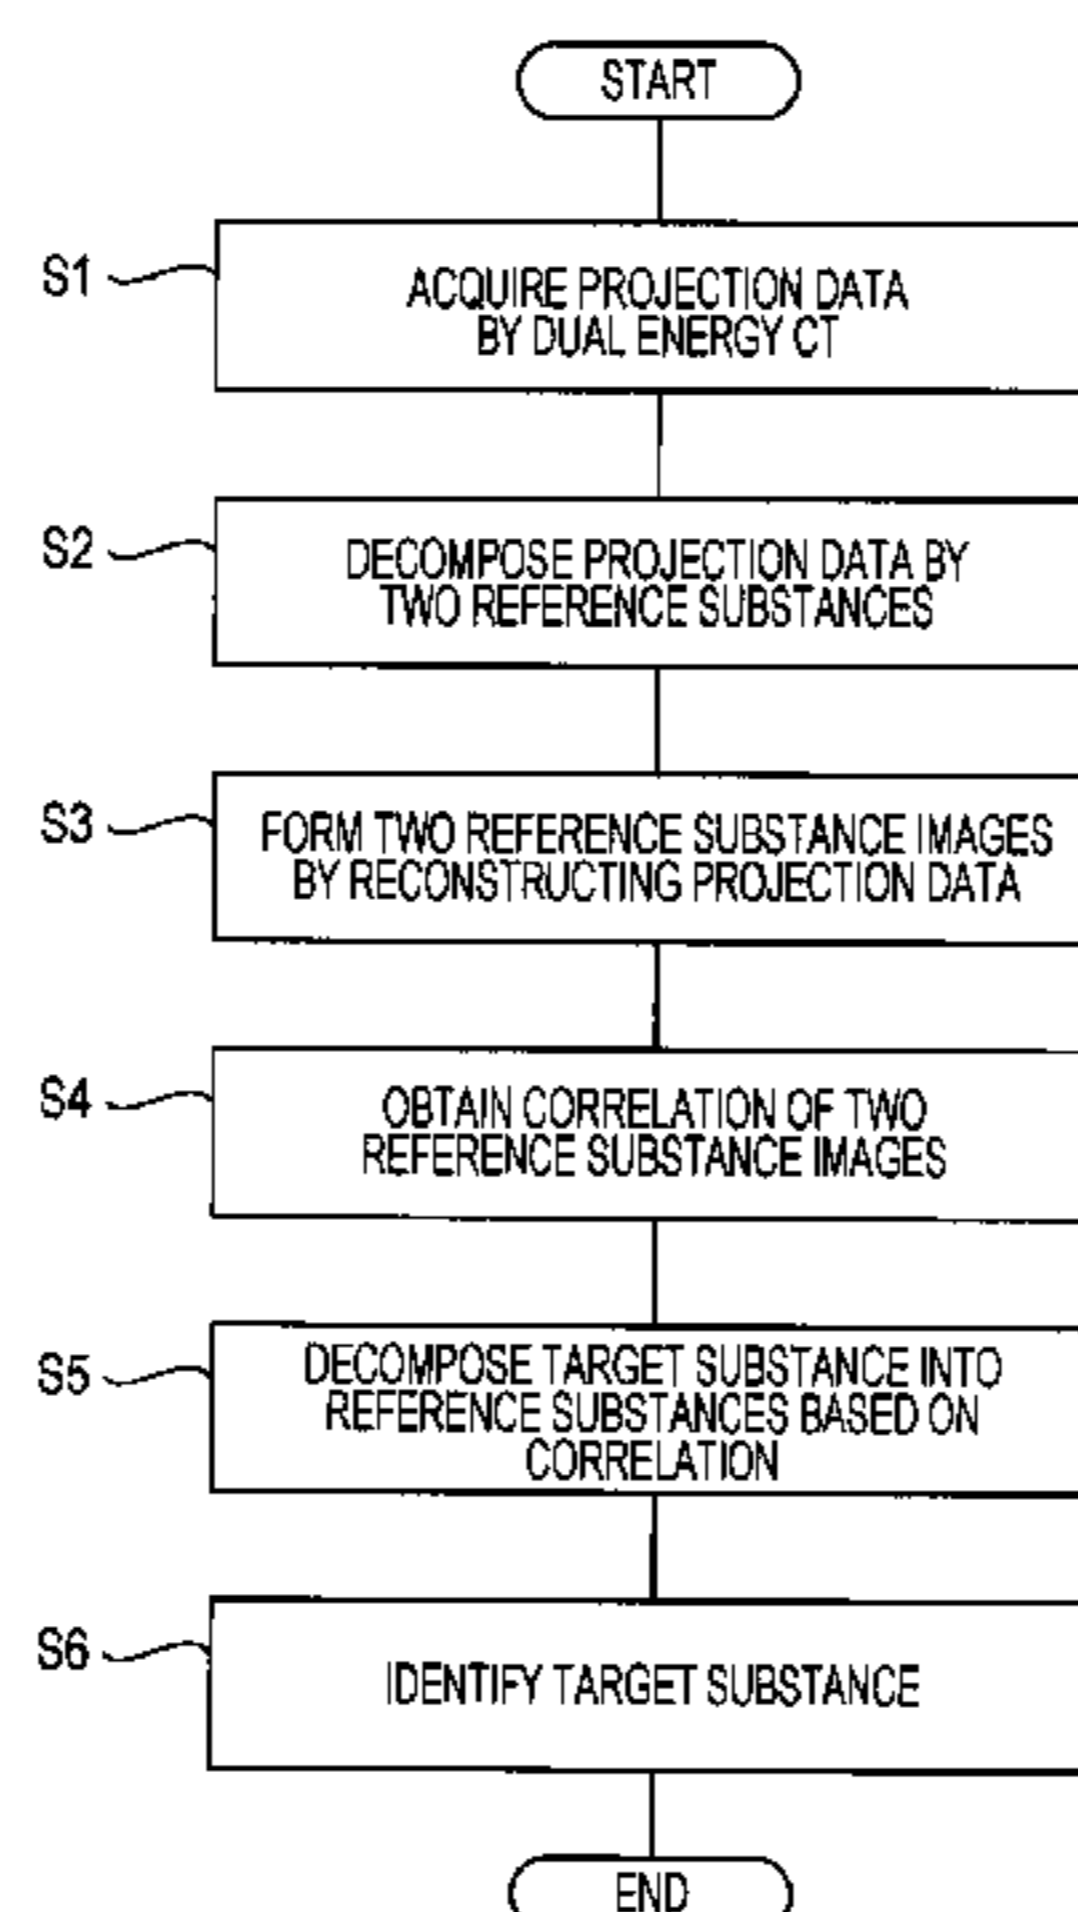 START
S1
ACQUIRE PROJECTION DATA
BY DUAL ENERGY CT
S2
DECOMPOSE PROJECTION DATA BY
TWO REFERENCE SUBSTANCES
S3
FORM TWO REFERENCE SUBSTANCE IMAGES
BY RECONSTRUCTING PROJECTION DATA
S4
OBTAIN CORRELATION OF TWO
REFERENCE SUBSTANCE IMAGES
S5
DECOMPOSE TARGET SUBSTANCE INTO
REFERENCE SUBSTANCES BASED ON
CORRELATION
S6
IDENTIFY TARGET SUBSTANCE
END